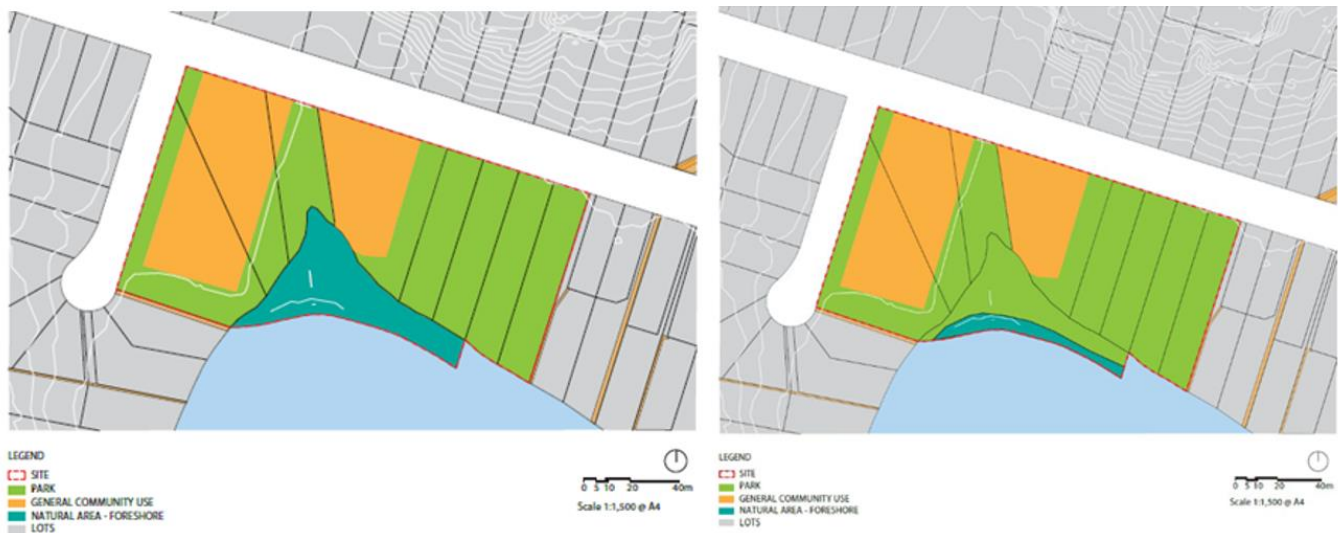 LEGEND
SITE
PARK
GENERAL COMMUNITY USE
NATURAL AREA - FORESHORE
LOTS
0 5 10 20 40m
Scale 1:1,500 @ A4
LEGEND
SITE
PARK
GENERAL COMMUNITY USE
NATURAL AREA - FORESHORE
LOTS
0 5 10 20 40m
Scale 1:1,500 @ A4